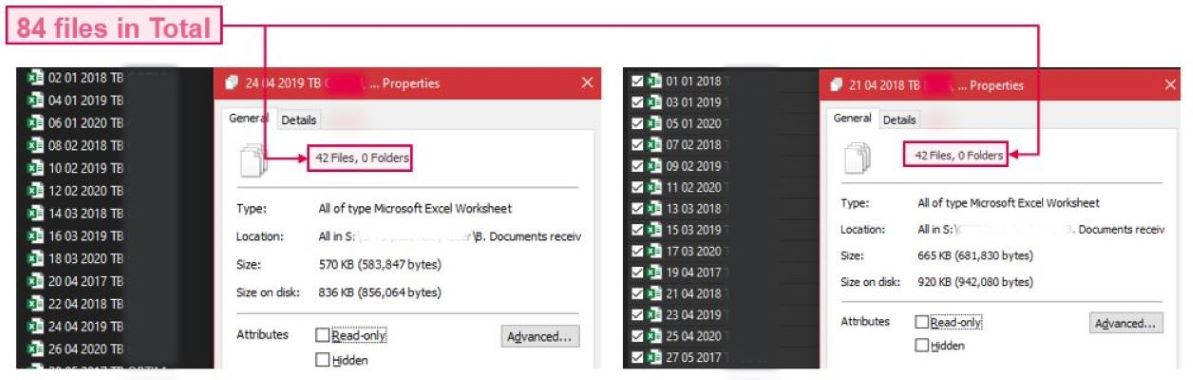 84 files in Total
02 01 2018 TB
04 01 2019 TB
06 01 2020 TB
08 02 2018 TB
10 02 2019 TB
12 02 2020 TB
14 03 2018 TB
16 03 2019 TB
18 03 2020 TB
20 04 2017 TB
22 04 2018 TB
24 04 2019 TB
26 04 2020 TB
24 04 2019 TB ... Properties
General Details
42 Files, 0 Folders
Type: All of type Microsoft Excel Worksheet
Location: All in S:\ \B. Documents receiv
Size: 570 KB (583,847 bytes)
Size on disk: 836 KB (856,064 bytes)
Attributes Read-only Advanced...
Hidden
01 01 2018
03 01 2019
05 01 2020
07 02 2018
09 02 2019
11 02 2020
13 03 2018
15 03 2019
17 03 2020
19 04 2017
21 04 2018
23 04 2019
25 04 2020
27 05 2017
21 04 2018 TB ... Properties
General Details
42 Files, 0 Folders
Type: All of type Microsoft Excel Worksheet
Location: All in S:\ B. Documents receiv
Size: 665 KB (681,830 bytes)
Size on disk: 920 KB (942,080 bytes)
Attributes Read-only Advanced...
Hidden